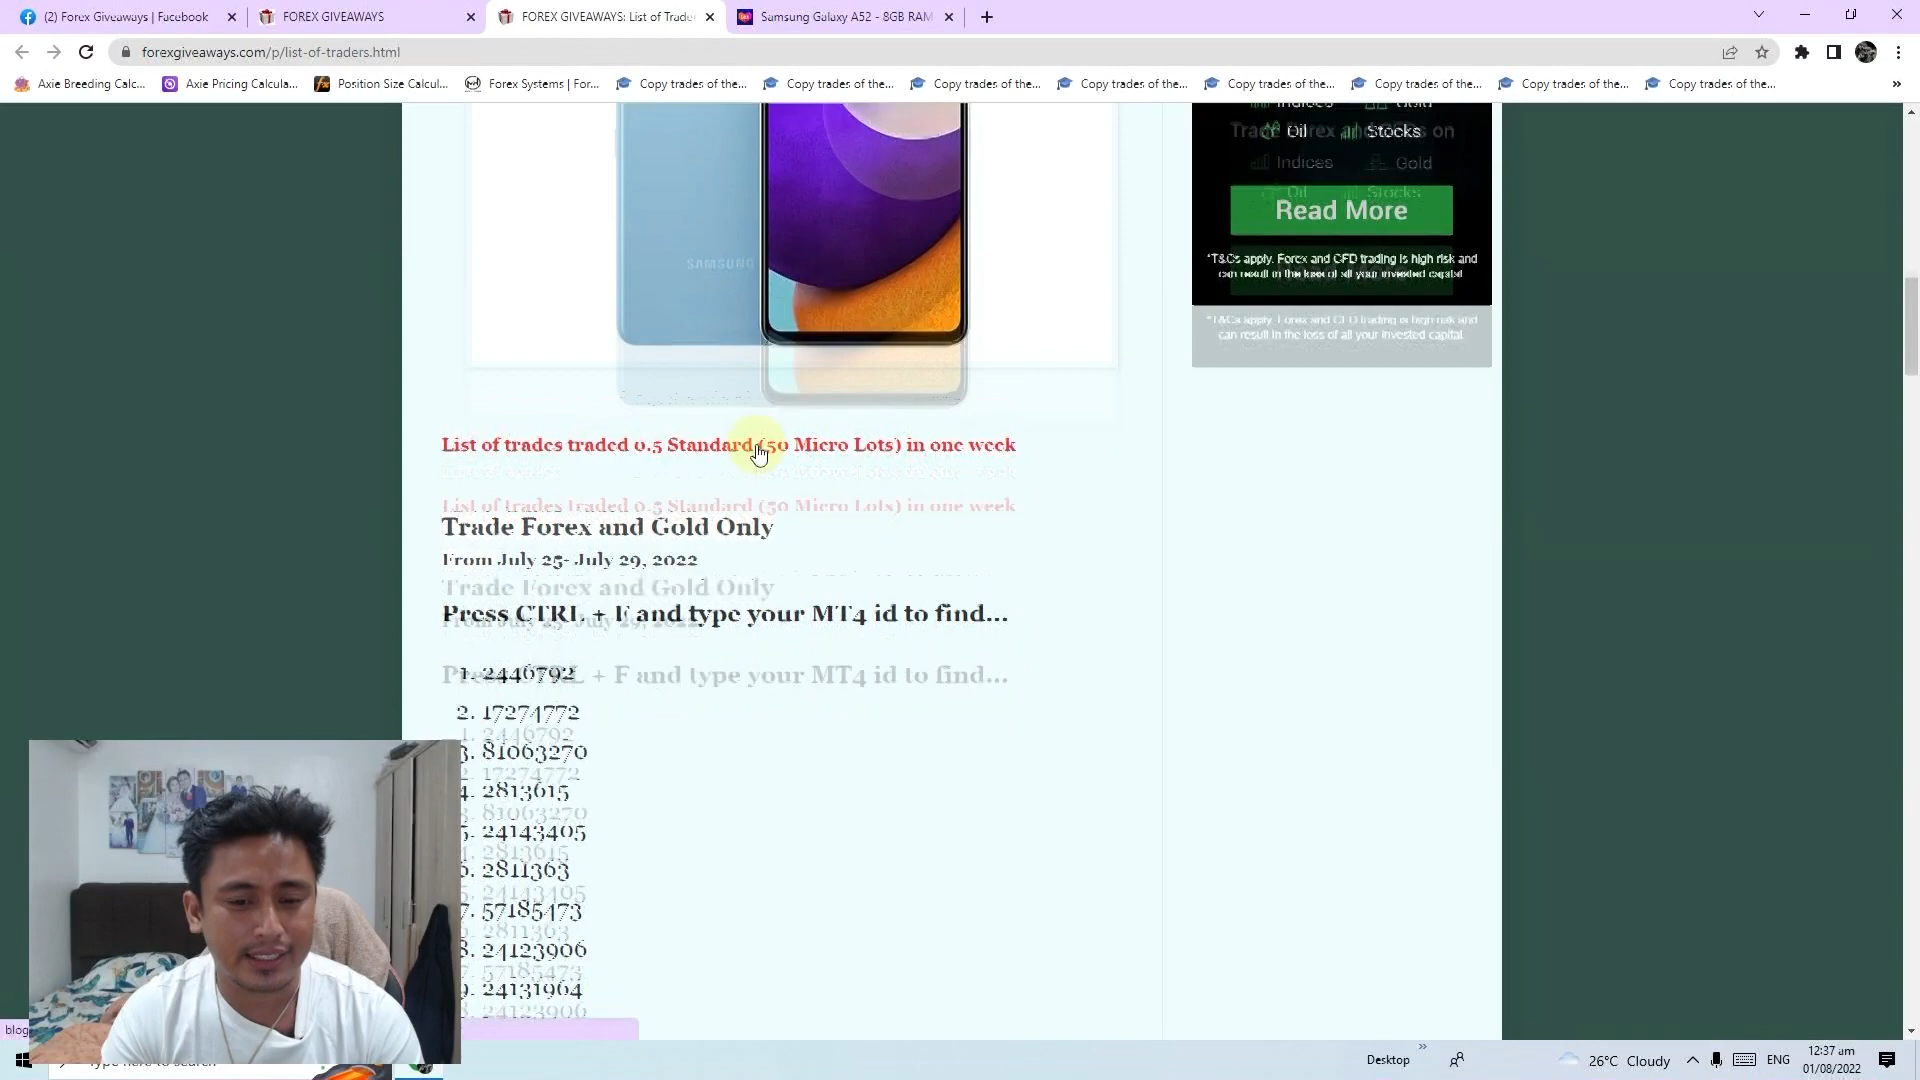 (2) Forex Giveaways | Facebook
FOREX GIVEAWAYS
FOREX GIVEAWAYS: List of Trade
Samsung Galaxy A52 - 8GB RAM
forexgiveaways.com/p/list-of-traders.html
Axie Breeding Calc...
Axie Pricing Calcula...
Position Size Calcul...
Forex Systems | For...
Copy trades of the...
Copy trades of the...
Copy trades of the...
Copy trades of the...
Copy trades of the...
Copy trades of the...
Copy trades of the...
Copy trades of the...
Indices Gold
Oil Stocks
Read More
*T&Cs apply. Forex and CFD trading is high risk and
can result in the loss of all your invested capital
SAMSUNG
List of trades traded 0.5 Standard (50 Micro Lots) in one week
Trade Forex and Gold Only
From July 25- July 29, 2022
Press CTRL + F and type your MT4 id to find...
1. 2446792
2. 17274772
3. 81063270
4. 2813615
5. 24143405
6. 2811363
7. 57185473
8. 24123906
9. 24131964
blog
Type here to search
Desktop
26°C Cloudy
ENG
12:37 am
01/08/2022